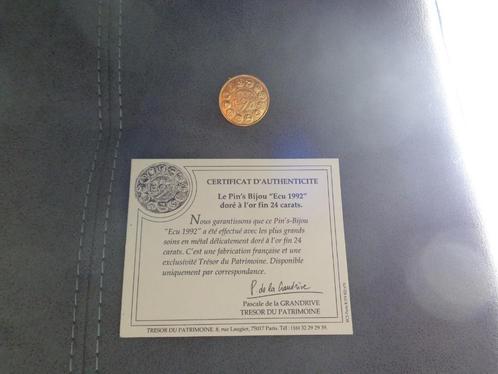 CERTIFICAT D'AUTHENTICITE
Le Pin's Bijou "Ecu 1992"
doré à l'or fin 24 carats.
Nous garantissons que ce Pin's-Bijou
"Ecu 1992" a été effectué avec les plus grands
soins en métal délicatement doré à l'or fin 24
carats. C'est une fabrication française et une
exclusivité Trésor du Patrimoine. Disponible
uniquement par correspondance.
P. de la Grandrive
Pascale de la GRANDRIVE
TRESOR DU PATRIMOINE
TRESOR DU PATRIMOINE. 8, rue Laugier, 75017 Paris. Tél : (16) 32 29 29 59.